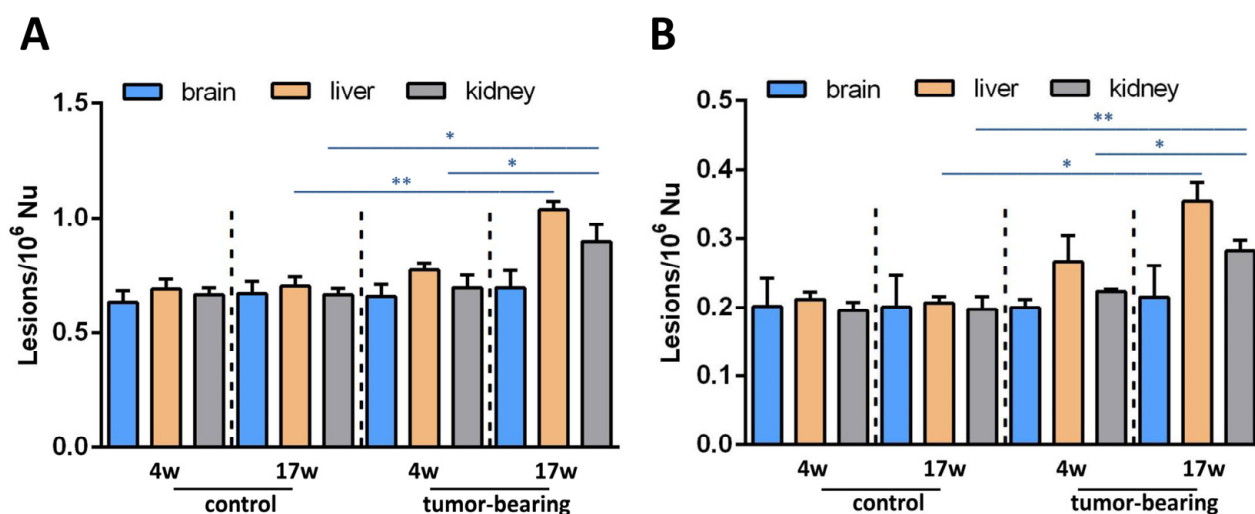 A
brain liver kidney
1.5
1.0
0.5
0.0
Lesions/10⁶ Nu
*
*
**
4w 17w 4w 17w
control tumor-bearing
B
brain liver kidney
0.5
0.4
0.3
0.2
0.1
0.0
Lesions/10⁶ Nu
**
*
*
4w 17w 4w 17w
control tumor-bearing